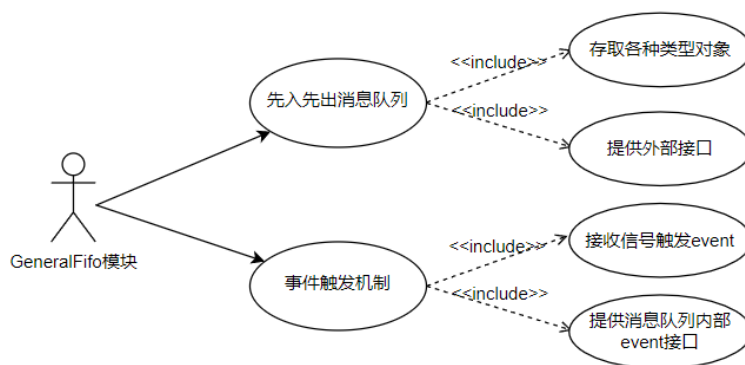 存取各种类型对象
<<include>>
先入先出消息队列
<<include>>
提供外部接口
GeneralFifo模块
接收信号触发event
<<include>>
事件触发机制
<<include>>
提供消息队列内部
event接口